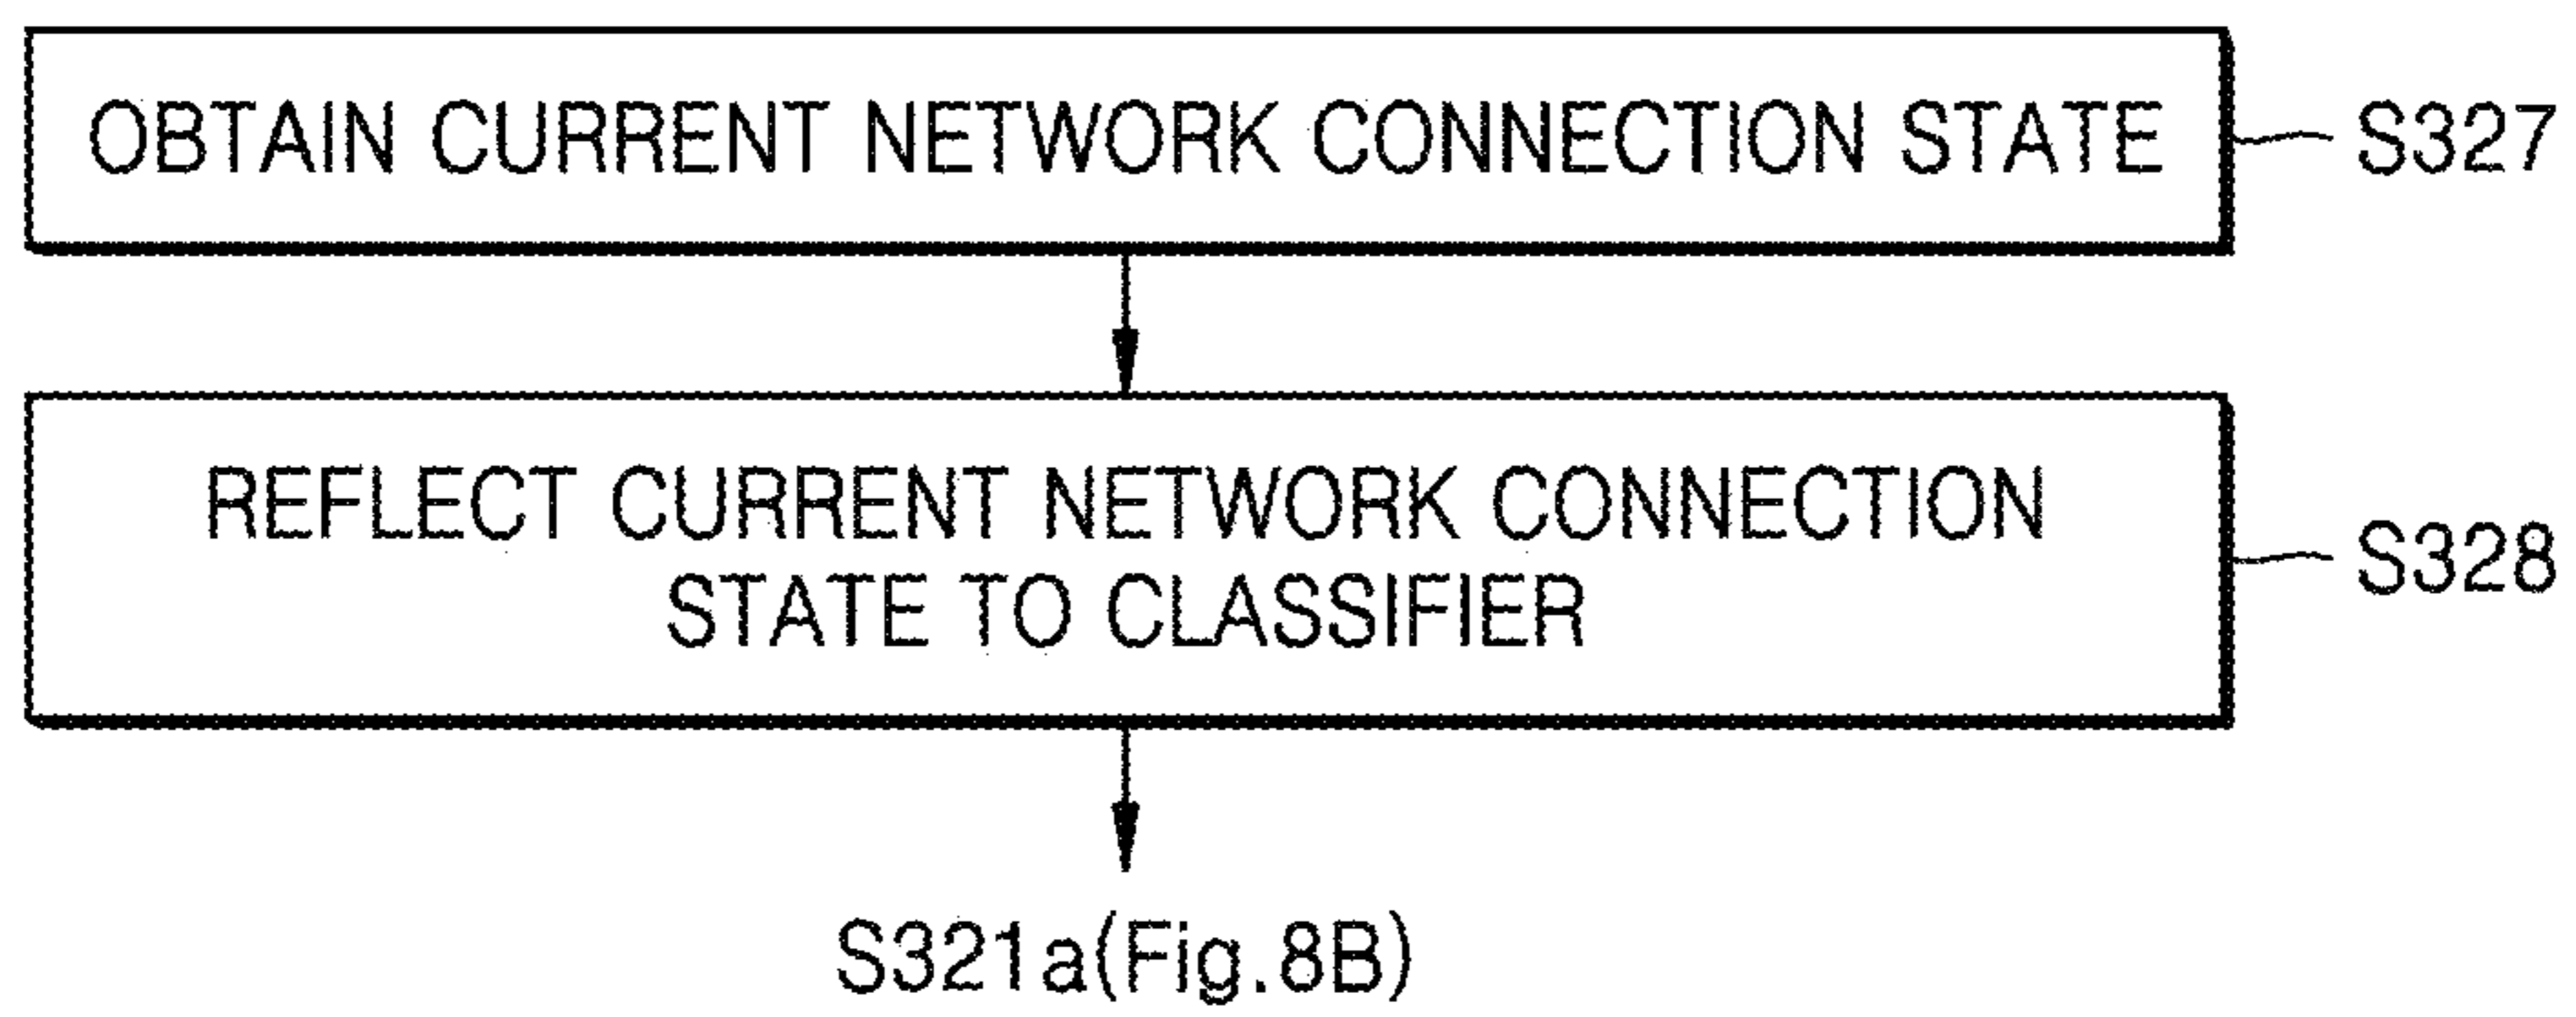 OBTAIN CURRENT NETWORK CONNECTION STATE
S327
REFLECT CURRENT NETWORK CONNECTION
STATE TO CLASSIFIER
S328
S321a(Fig.8B)